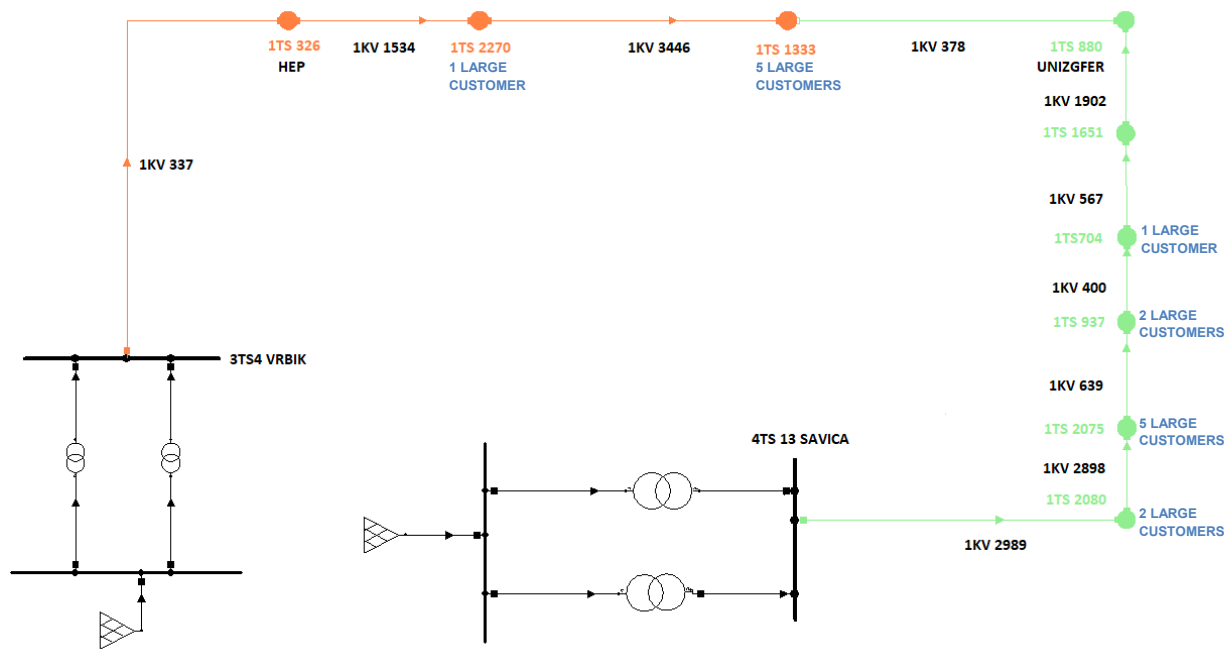 1TS 326
HEP
1KV 1534
1TS 2270
1 LARGE
CUSTOMER
1KV 3446
1TS 1333
5 LARGE
CUSTOMERS
1KV 378
1TS 880
UNIZGFER
1KV 1902
1TS 1651
1KV 337
1KV 567
1TS704
1 LARGE
CUSTOMER
1KV 400
1TS 937
2 LARGE
CUSTOMERS
3TS4 VRBIK
1KV 639
1TS 2075
5 LARGE
CUSTOMERS
4TS 13 SAVICA
1KV 2898
1TS 2080
2 LARGE
CUSTOMERS
1KV 2989